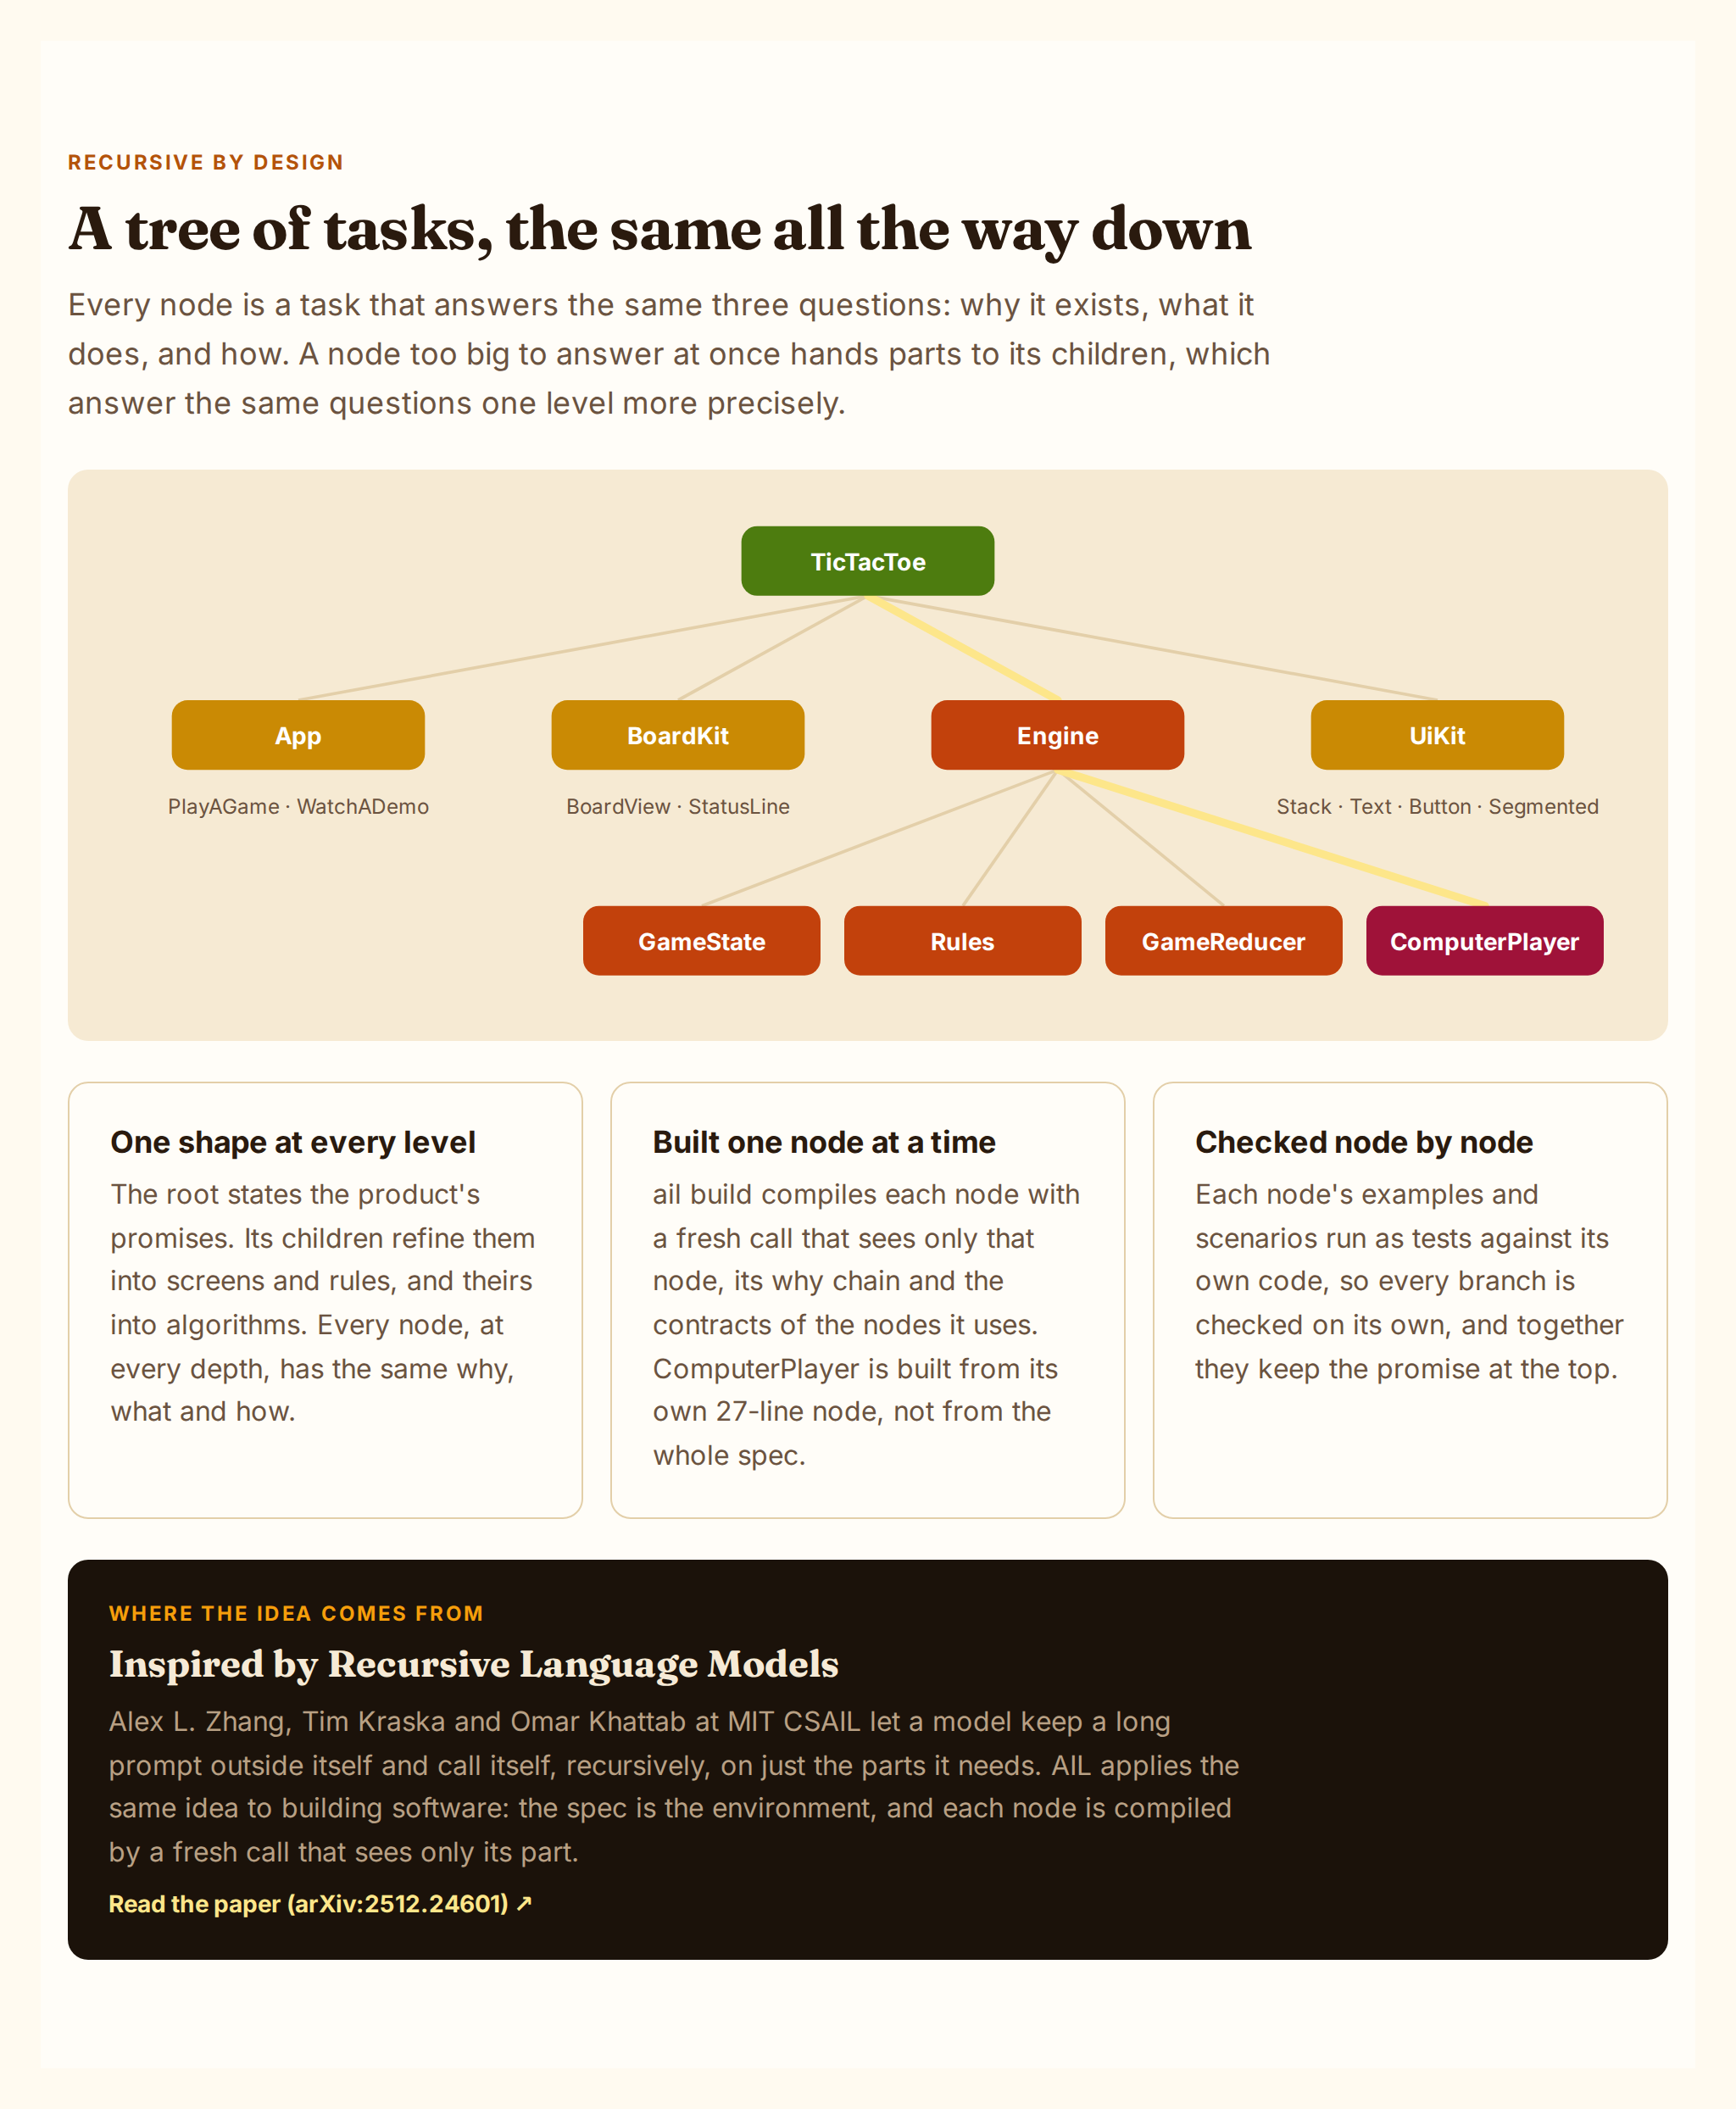 RECURSIVE BY DESIGN
A tree of tasks, the same all the way down
Every node is a task that answers the same three questions: why it exists, what it
does, and how. A node too big to answer at once hands parts to its children, which
answer the same questions one level more precisely.
TicTacToe
App
BoardKit
Engine
UiKit
PlayAGame · WatchADemo
BoardView · StatusLine
Stack · Text · Button · Segmented
GameState
Rules
GameReducer
ComputerPlayer
One shape at every level
The root states the product's
promises. Its children refine them
into screens and rules, and theirs
into algorithms. Every node, at
every depth, has the same why,
what and how.
Built one node at a time
ail build compiles each node with
a fresh call that sees only that
node, its why chain and the
contracts of the nodes it uses.
ComputerPlayer is built from its
own 27-line node, not from the
whole spec.
Checked node by node
Each node's examples and
scenarios run as tests against its
own code, so every branch is
checked on its own, and together
they keep the promise at the top.
WHERE THE IDEA COMES FROM
Inspired by Recursive Language Models
Alex L. Zhang, Tim Kraska and Omar Khattab at MIT CSAIL let a model keep a long
prompt outside itself and call itself, recursively, on just the parts it needs. AIL applies the
same idea to building software: the spec is the environment, and each node is compiled
by a fresh call that sees only its part.
Read the paper (arXiv:2512.24601) ↗